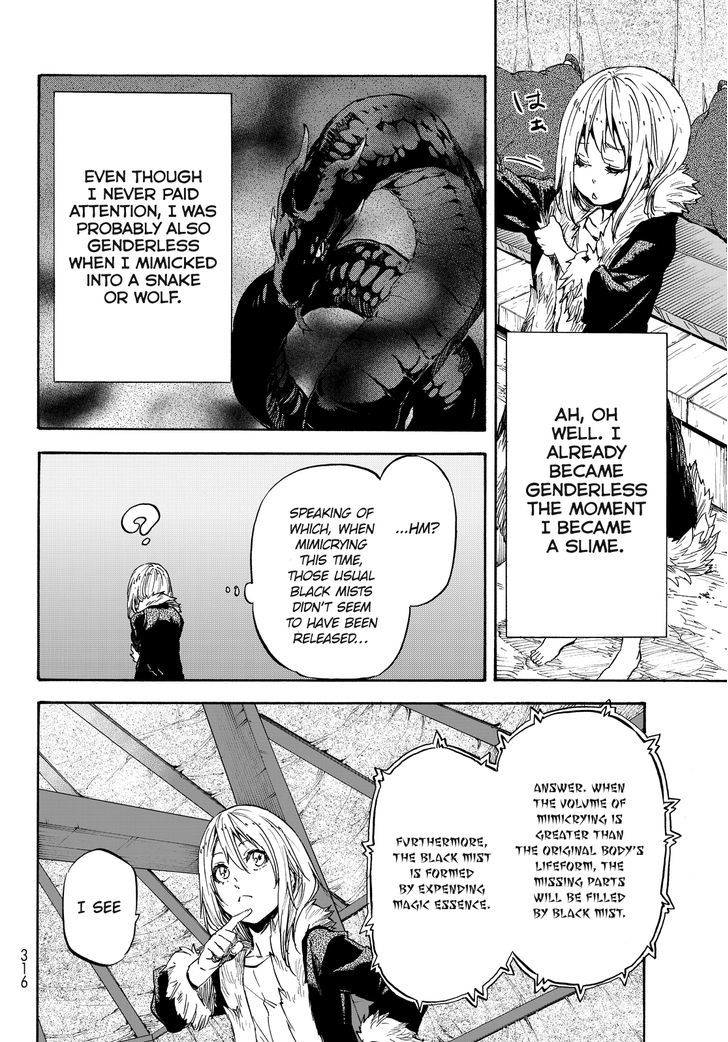 はぁ
AH, OH
WELL. I
ALREADY
BECAME
GENDERLESS
THE MOMENT
I BECAME
A SLIME.
EVEN THOUGH
I NEVER PAID
ATTENTION, I WAS
PROBABLY ALSO
GENDERLESS
WHEN I MIMICKED
INTO A SNAKE
OR WOLF.
...HM?
SPEAKING OF
WHICH, WHEN
MIMICRYING
THIS TIME,
THOSE USUAL
BLACK MISTS
DIDN'T SEEM
TO HAVE BEEN
RELEASED...
?
ANSWER. WHEN
THE VOLUME OF
MIMICRYING IS
GREATER THAN
THE ORIGINAL BODY'S
LIFEFORM, THE
MISSING PARTS
WILL BE FILLED
BY BLACK MIST.
FURTHERMORE,
THE BLACK MIST
IS FORMED
BY EXPENDING
MAGIC ESSENCE.
I SEE
316